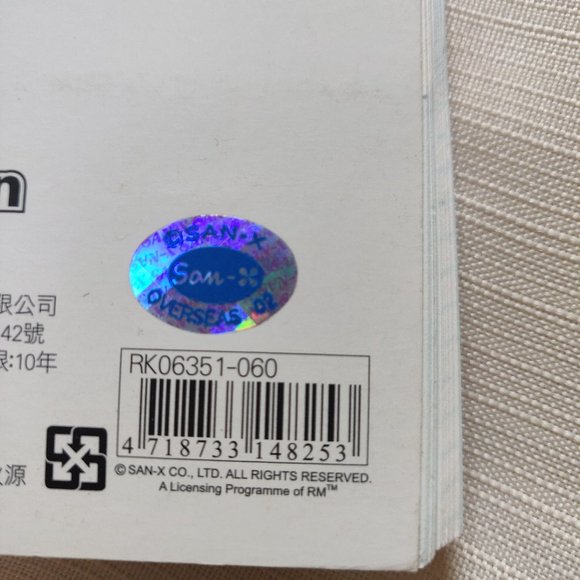 n
©SAN-X
San-X
OVERSEAS 02
限公司
42號
限:10年
RK06351-060
4 718733 148253
源
© SAN-X CO., LTD. ALL RIGHTS RESERVED.
A Licensing Programme of RM™